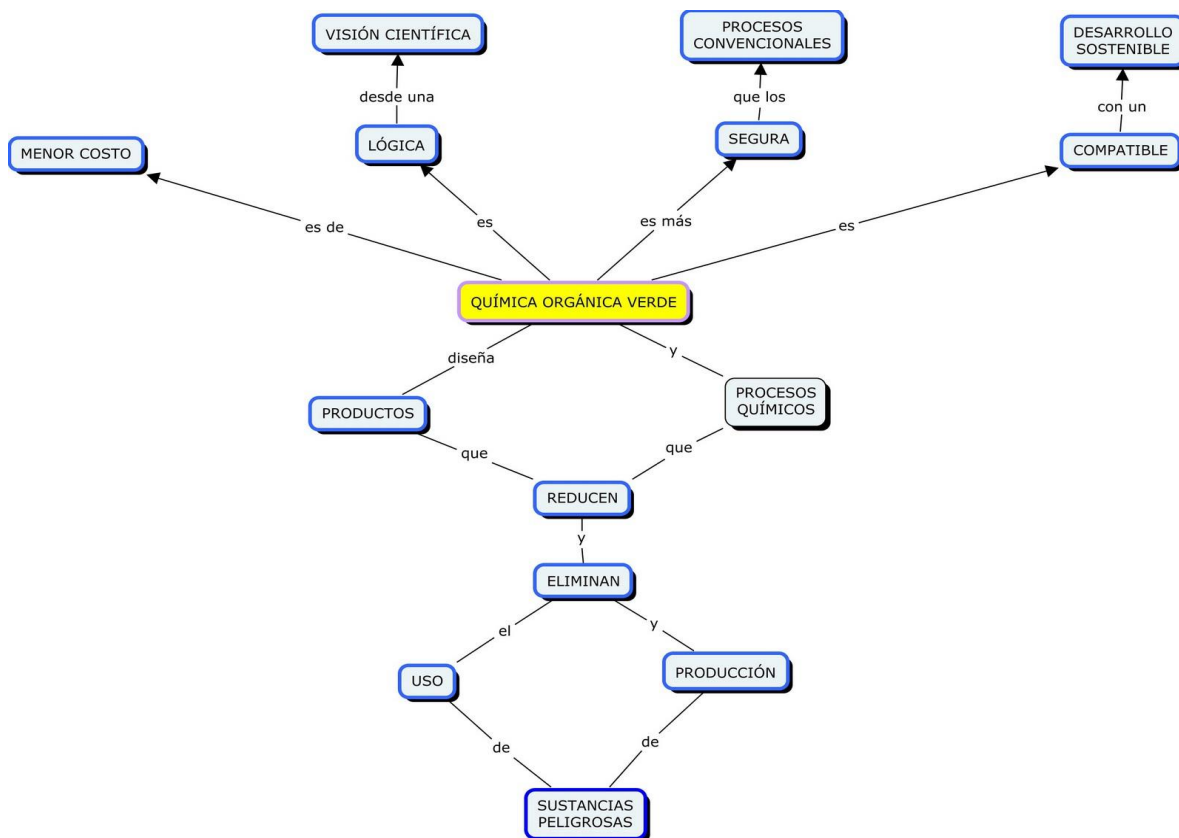 VISIÓN CIENTÍFICA
PROCESOS
CONVENCIONALES
DESARROLLO
SOSTENIBLE
desde una
que los
con un
MENOR COSTO
LÓGICA
SEGURA
COMPATIBLE
es de
es
es más
es
QUÍMICA ORGÁNICA VERDE
diseña
y
PRODUCTOS
PROCESOS
QUÍMICOS
que
que
REDUCEN
y
ELIMINAN
el
y
USO
PRODUCCIÓN
de
de
SUSTANCIAS
PELIGROSAS